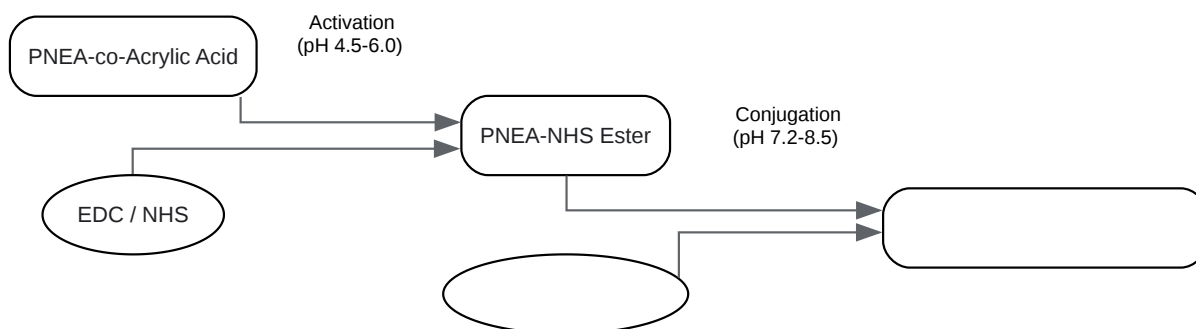 Activation
(pH 4.5-6.0)
PNEA-co-Acrylic Acid
Conjugation
(pH 7.2-8.5)
PNEA-NHS Ester
EDC / NHS